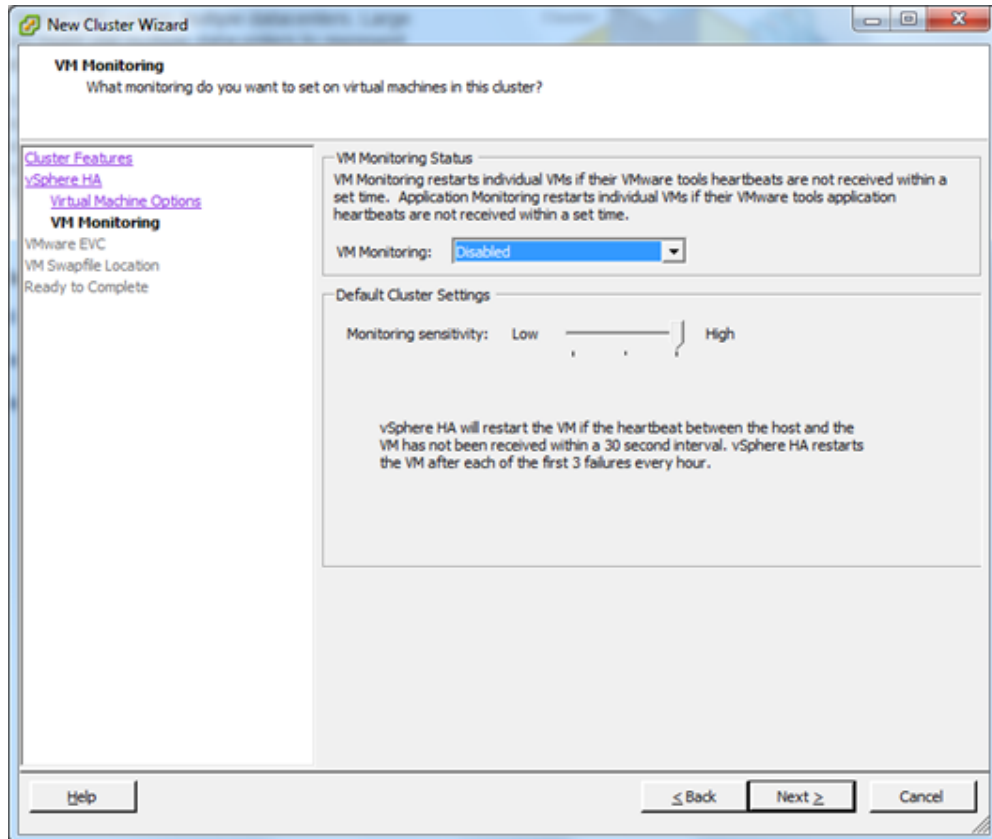 New Cluster Wizard
VM Monitoring
What monitoring do you want to set on virtual machines in this cluster?
Cluster Features
vSphere HA
Virtual Machine Options
VM Monitoring
VMware EVC
VM Swapfile Location
Ready to Complete
VM Monitoring Status
VM Monitoring restarts individual VMs if their VMware tools heartbeats are not received within a
set time. Application Monitoring restarts individual VMs if their VMware tools application
heartbeats are not received within a set time.
VM Monitoring: Disabled
Default Cluster Settings
Monitoring sensitivity: Low High
vSphere HA will restart the VM if the heartbeat between the host and the
VM has not been received within a 30 second interval. vSphere HA restarts
the VM after each of the first 3 failures every hour.
Help
≤ Back Next ≥ Cancel